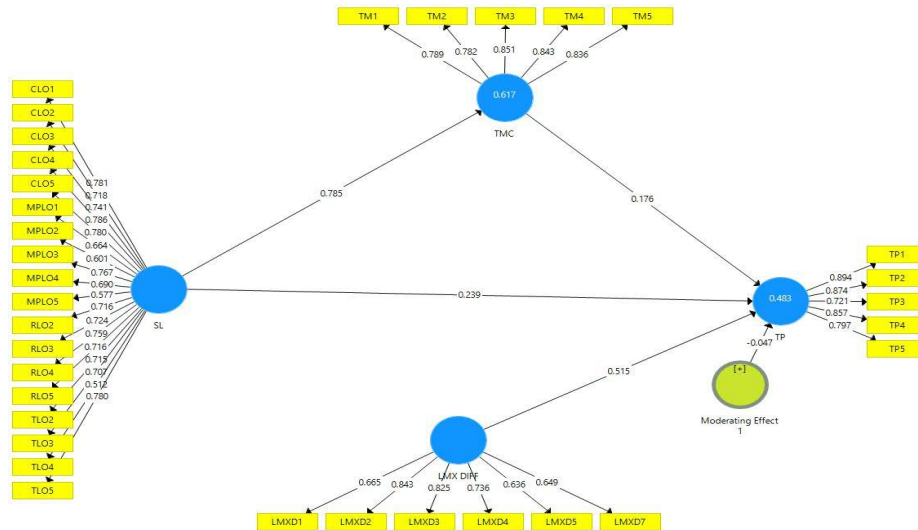 TM1 TM2 TM3 TM4 TM5
0.789 0.782 0.851 0.843 0.836
0.617
TMC
CLO1
CLO2
CLO3
CLO4
CLO5
MPLO1
MPLO2
MPLO3
MPLO4
MPLO5
RLO2
RLO3
RLO4
RLO5
TLO2
TLO3
TLO4
TLO5
0.781
0.718
0.741
0.786
0.780
0.664
0.601
0.767
0.690
0.577
0.716
0.724
0.759
0.716
0.715
0.707
0.512
0.780
SL
0.785
0.176
0.239
0.515
0.483
TP
-0.047
[+]
Moderating Effect
1
0.894
0.874
0.721
0.857
0.797
TP1
TP2
TP3
TP4
TP5
LMX DIFF
0.665 0.843 0.825 0.736 0.636 0.649
LMXD1 LMXD2 LMXD3 LMXD4 LMXD5 LMXD7